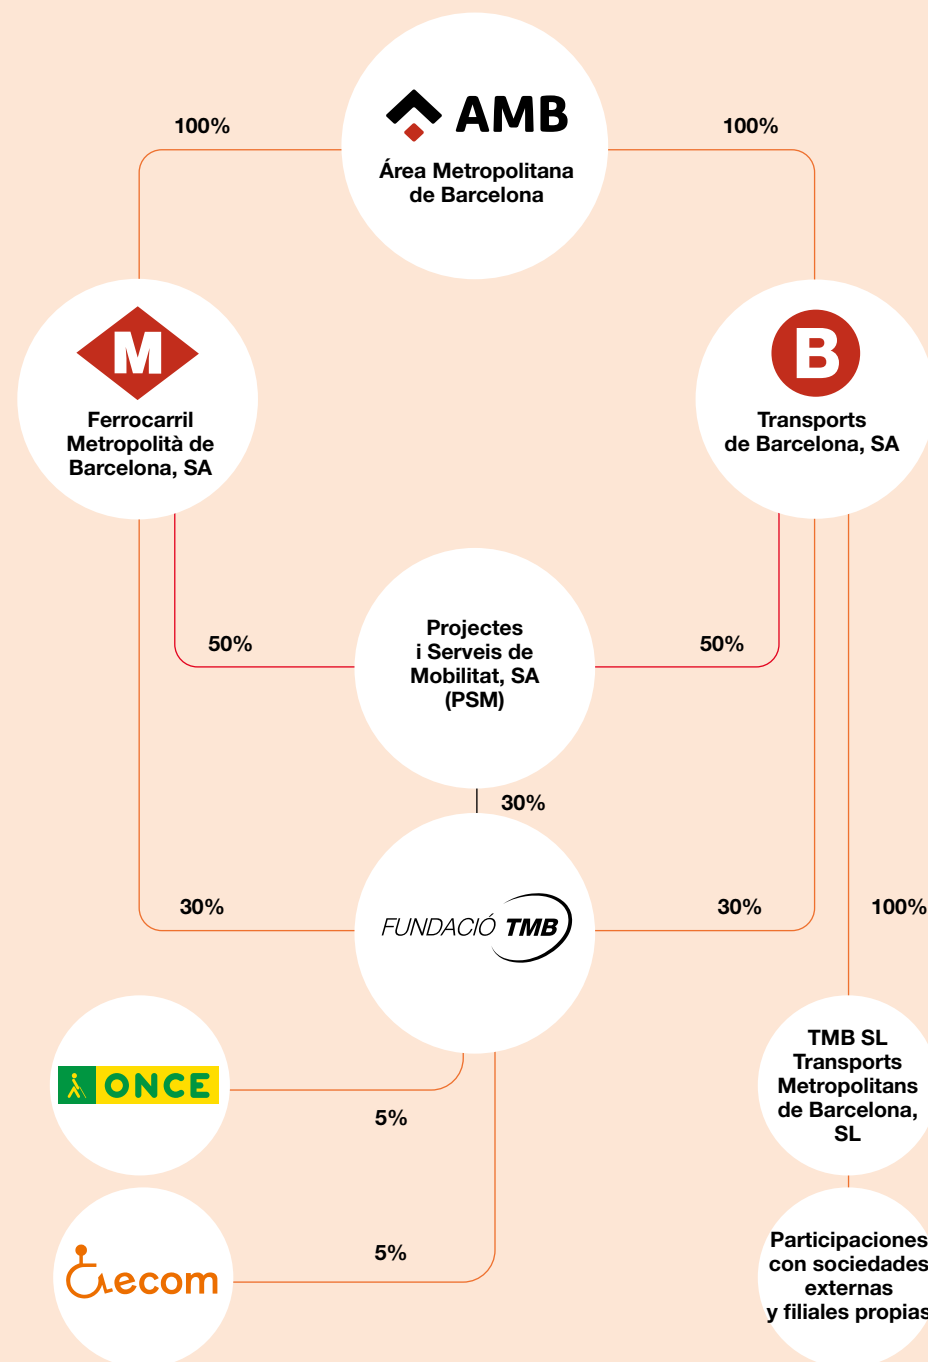 AMB
Área Metropolitana
de Barcelona
100%
100%
M
Ferrocarril
Metropolità de
Barcelona, SA
B
Transports
de Barcelona, SA
Projectes
i Serveis de
Mobilitat, SA
(PSM)
50%
50%
30%
FUNDACIÓ TMB
30%
30%
100%
ONCE
5%
TMB SL
Transports
Metropolitans
de Barcelona,
SL
ecom
5%
Participaciones
con sociedades
externas
y filiales propias